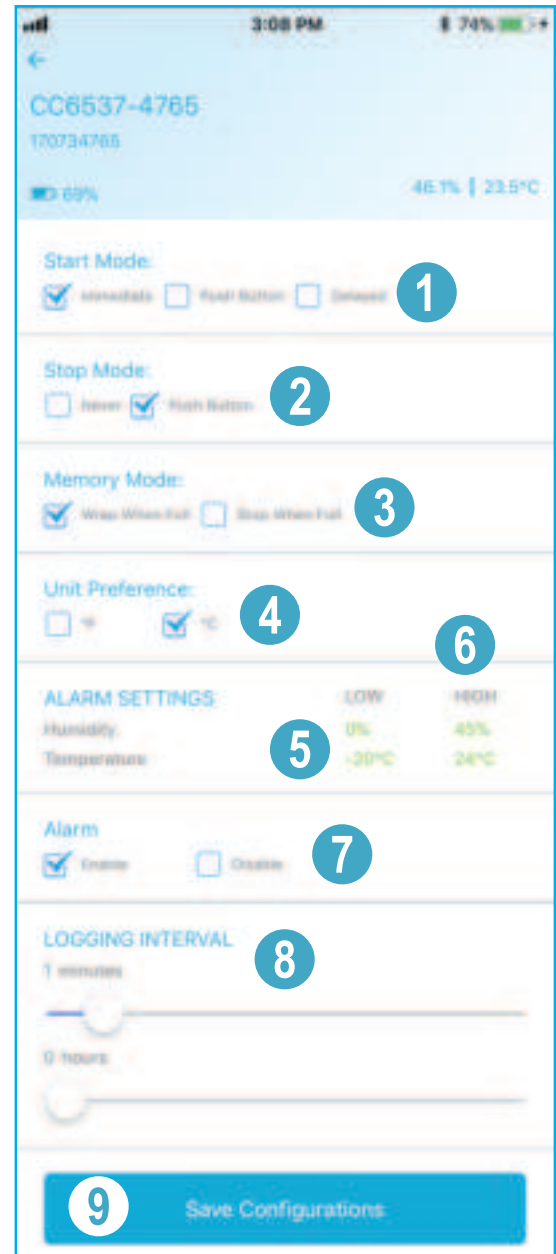 3:08 PM 74%
CC6537-4765
170734765
69% 46.1% | 23.5°C
Start Mode:
Immediate Push Button Delayed 1
Stop Mode:
Never Push Button 2
Memory Mode:
Wrap When Full Stop When Full 3
Unit Preference:
°F °C 4
6
ALARM SETTINGS LOW HIGH
Humidity 0% 45%
Temperature 5 -20°C 24°C
Alarm
Enable Disable 7
LOGGING INTERVAL 8
1 minutes
0 hours
9 Save Configurations